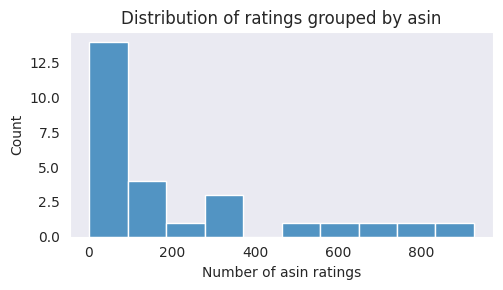 Distribution of ratings grouped by asin
Count
12.5
10.0
7.5
5.0
2.5
0.0
0 200 400 600 800
Number of asin ratings